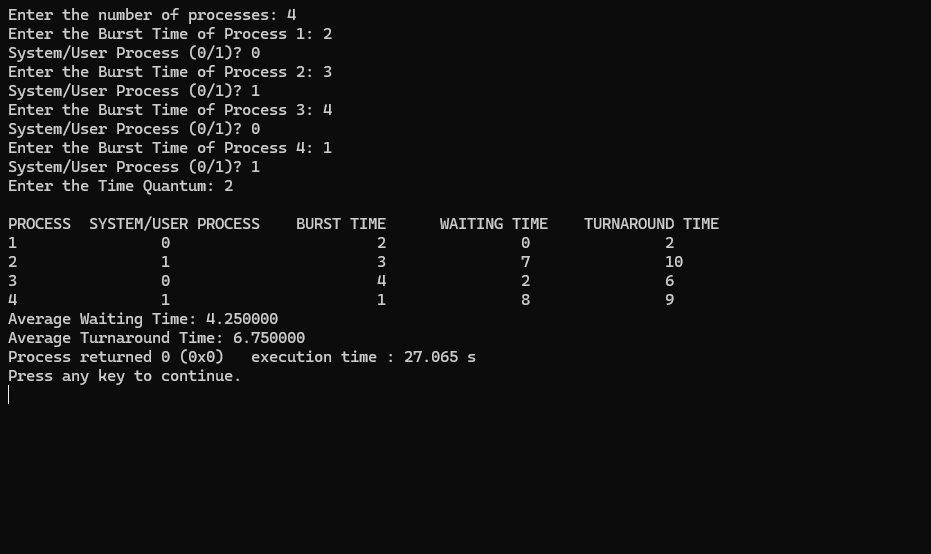 Enter the number of processes: 4
Enter the Burst Time of Process 1: 2
System/User Process (0/1)? 0
Enter the Burst Time of Process 2: 3
System/User Process (0/1)? 1
Enter the Burst Time of Process 3: 4
System/User Process (0/1)? 0
Enter the Burst Time of Process 4: 1
System/User Process (0/1)? 1
Enter the Time Quantum: 2

PROCESS  SYSTEM/USER PROCESS    BURST TIME      WAITING TIME    TURNAROUND TIME
1                0                       2               0               2
2                1                       3               7               10
3                0                       4               2               6
4                1                       1               8               9
Average Waiting Time: 4.250000
Average Turnaround Time: 6.750000
Process returned 0 (0x0)   execution time : 27.065 s
Press any key to continue.